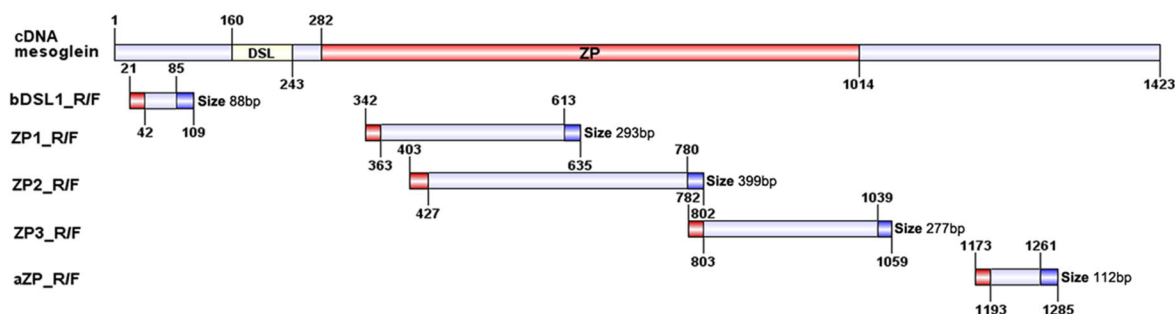 1 160 282
cDNA
mesoglein
DSL ZP
21 85 243 1014 1423
bDSL1_R/F Size 88bp
42 109
342 613
ZP1_R/F Size 293bp
363 635
403 780
ZP2_R/F Size 399bp
427 802
782 1039
ZP3_R/F Size 277bp
803 1059
1173 1261
aZP_R/F Size 112bp
1193 1285